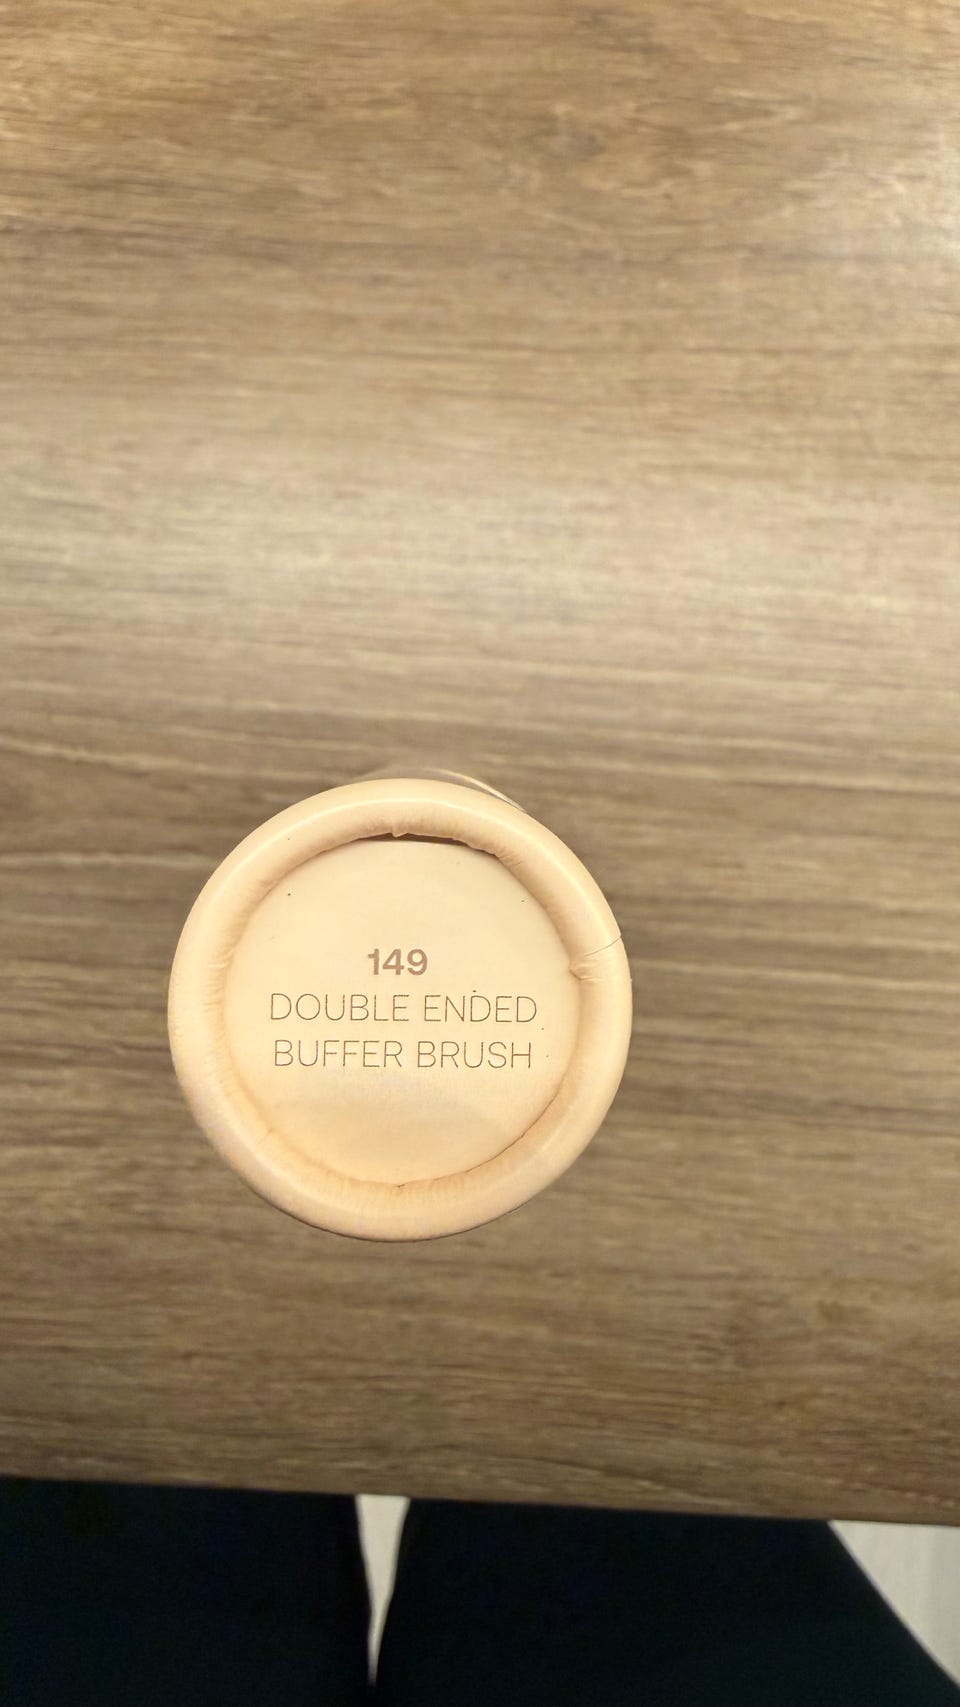 149
DOUBLE ENDED
BUFFER BRUSH